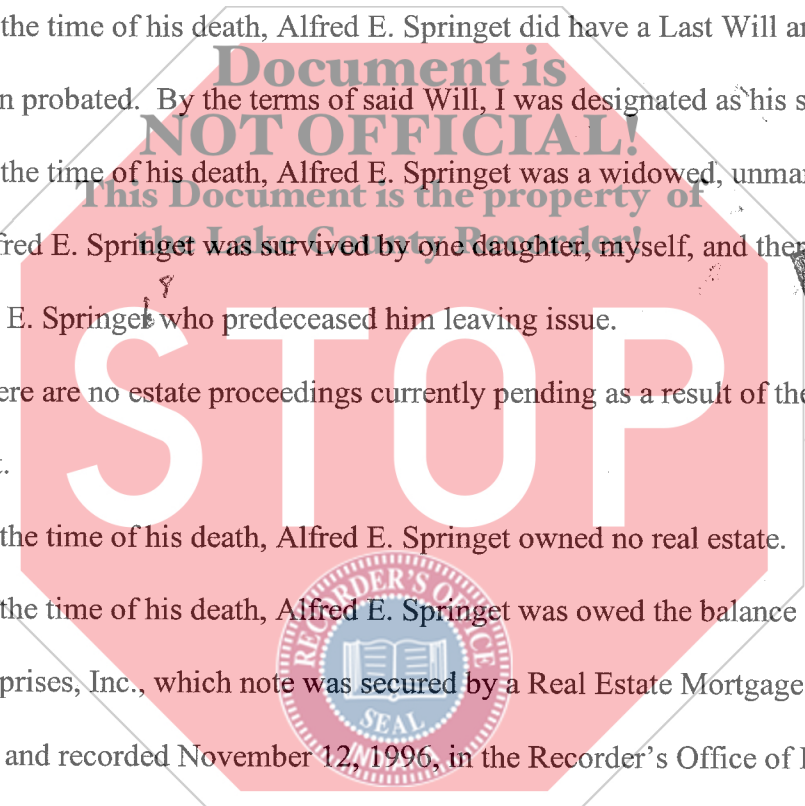 the time of his death, Alfred E. Springet did have a Last Will
Document is
n probated. By the terms of said Will, I was designated as his s
NOT OFFICIAL!
the time of his death, Alfred E. Springet was a widowed, unma
This Document is the property of
fred E. Springet was survived by one daughter, myself, and
the Lake County Recorder!
E. Springet who predeceased him leaving issue.
STOP
ere are no estate proceedings currently pending as a result of the
t.
the time of his death, Alfred E. Springet owned no real estate.
RECORDER'S OFFICE
the time of his death, Alfred E. Springet was owed the balance
prises, Inc., which note was secured by a Real Estate Mortgage
SEAL
INDIANA
and recorded November 12, 1996, in the Recorder's Office of